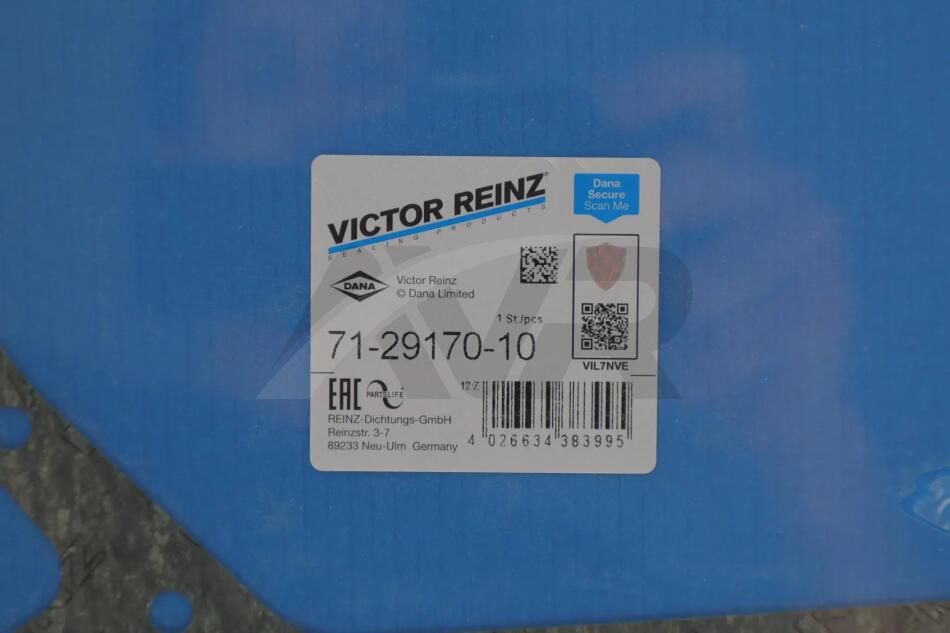 VICTOR REINZ®
SEALING PRODUCTS
Dana
Secure
Scan Me
DANA
Victor Reinz
© Dana Limited
1 St./pcs
71-29170-10
VIL7NVE
EAC
PARTSLIFE
12-Z
REINZ-Dichtungs-GmbH
Reinzstr. 3-7
89233 Neu-Ulm Germany
4 026634 383995
AVR